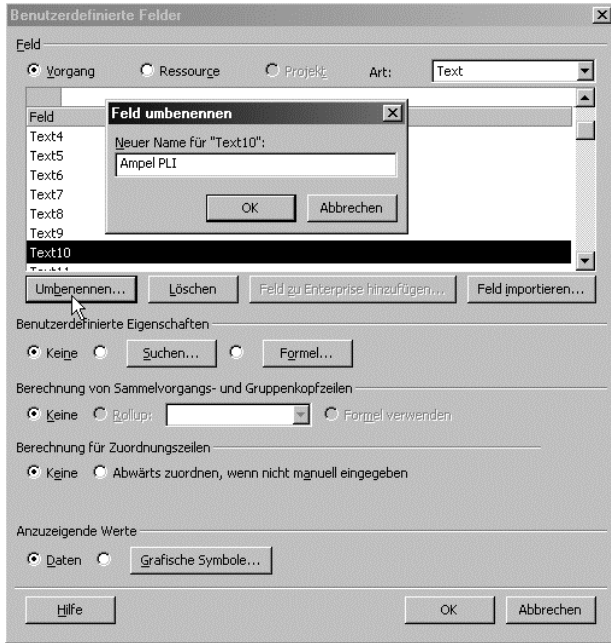 Benutzerdefinierte Felder
Feld
Vorgang Ressource Projekt Art: Text
Feld
Feld umbenennen
Neuer Name für "Text10":
Ampel PLI
OK Abbrechen
Text4
Text5
Text6
Text7
Text8
Text9
Text10
Text11
Umbenennen... Löschen Feld zu Enterprise hinzufügen... Feld importieren...
Benutzerdefinierte Eigenschaften
Keine Suchen... Formel...
Berechnung von Sammelvorgangs- und Gruppenkopfzeilen
Keine Rollup: Formel verwenden
Berechnung für Zuordnungszeilen
Keine Abwärts zuordnen, wenn nicht manuell eingegeben
Anzuzeigende Werte
Daten Grafische Symbole...
Hilfe OK Abbrechen